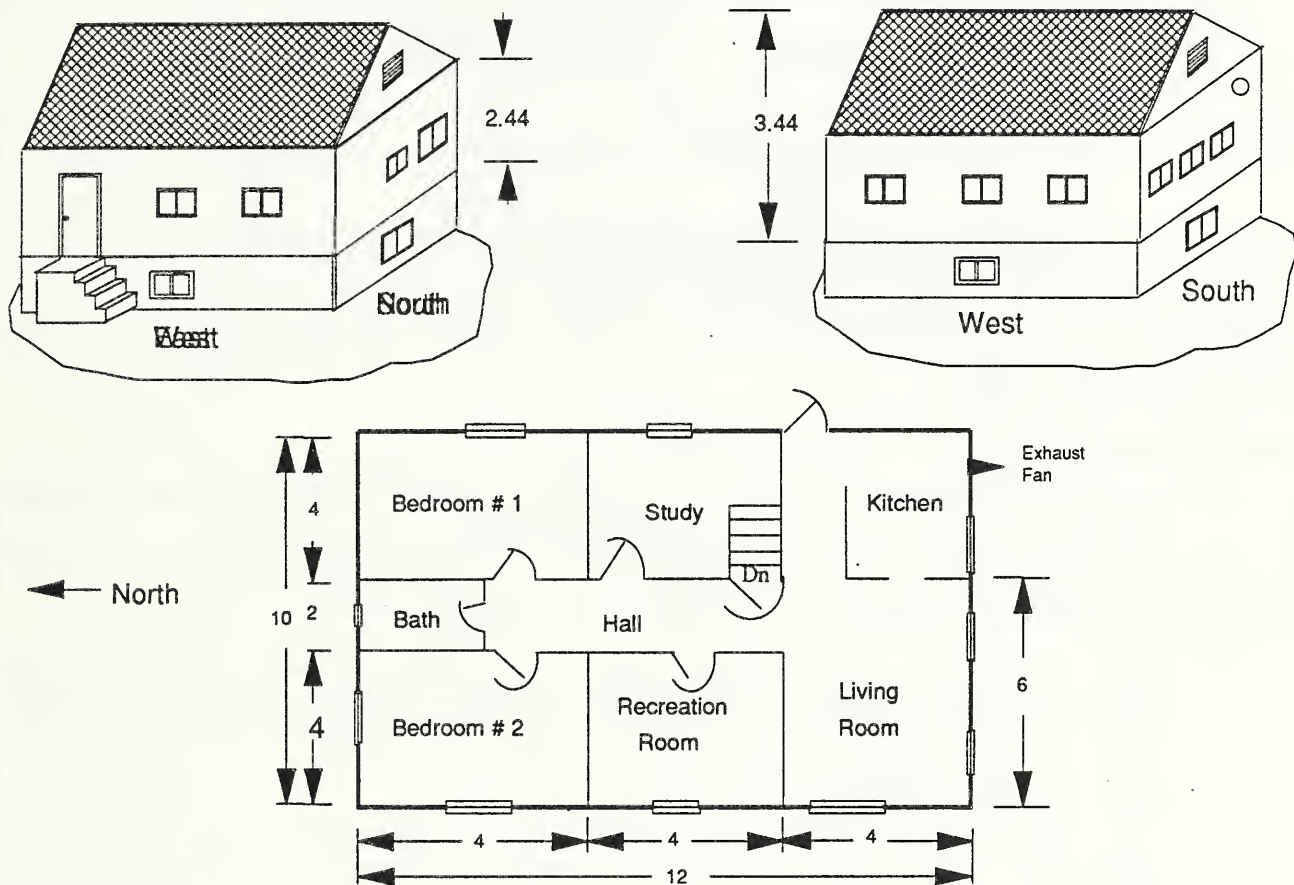 2.44
3.44
South
West
Exhaust
Fan
Bedroom # 1
Kitchen
4
Study
Dn
North
10
2
Bath
Hall
6
Living
Room
Recreation
Room
4
Bedroom # 2
4
4
4
12